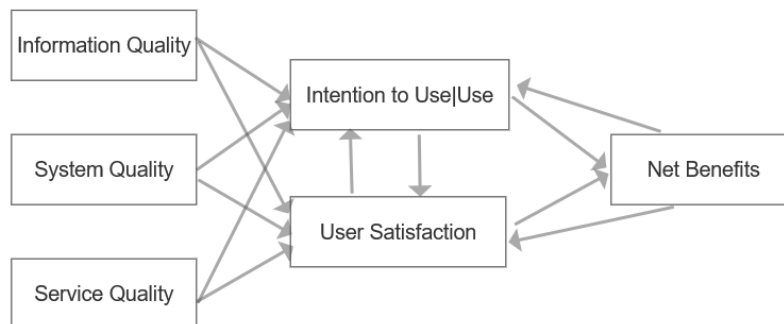 Information Quality
Intention to Use|Use
System Quality
Net Benefits
User Satisfaction
Service Quality